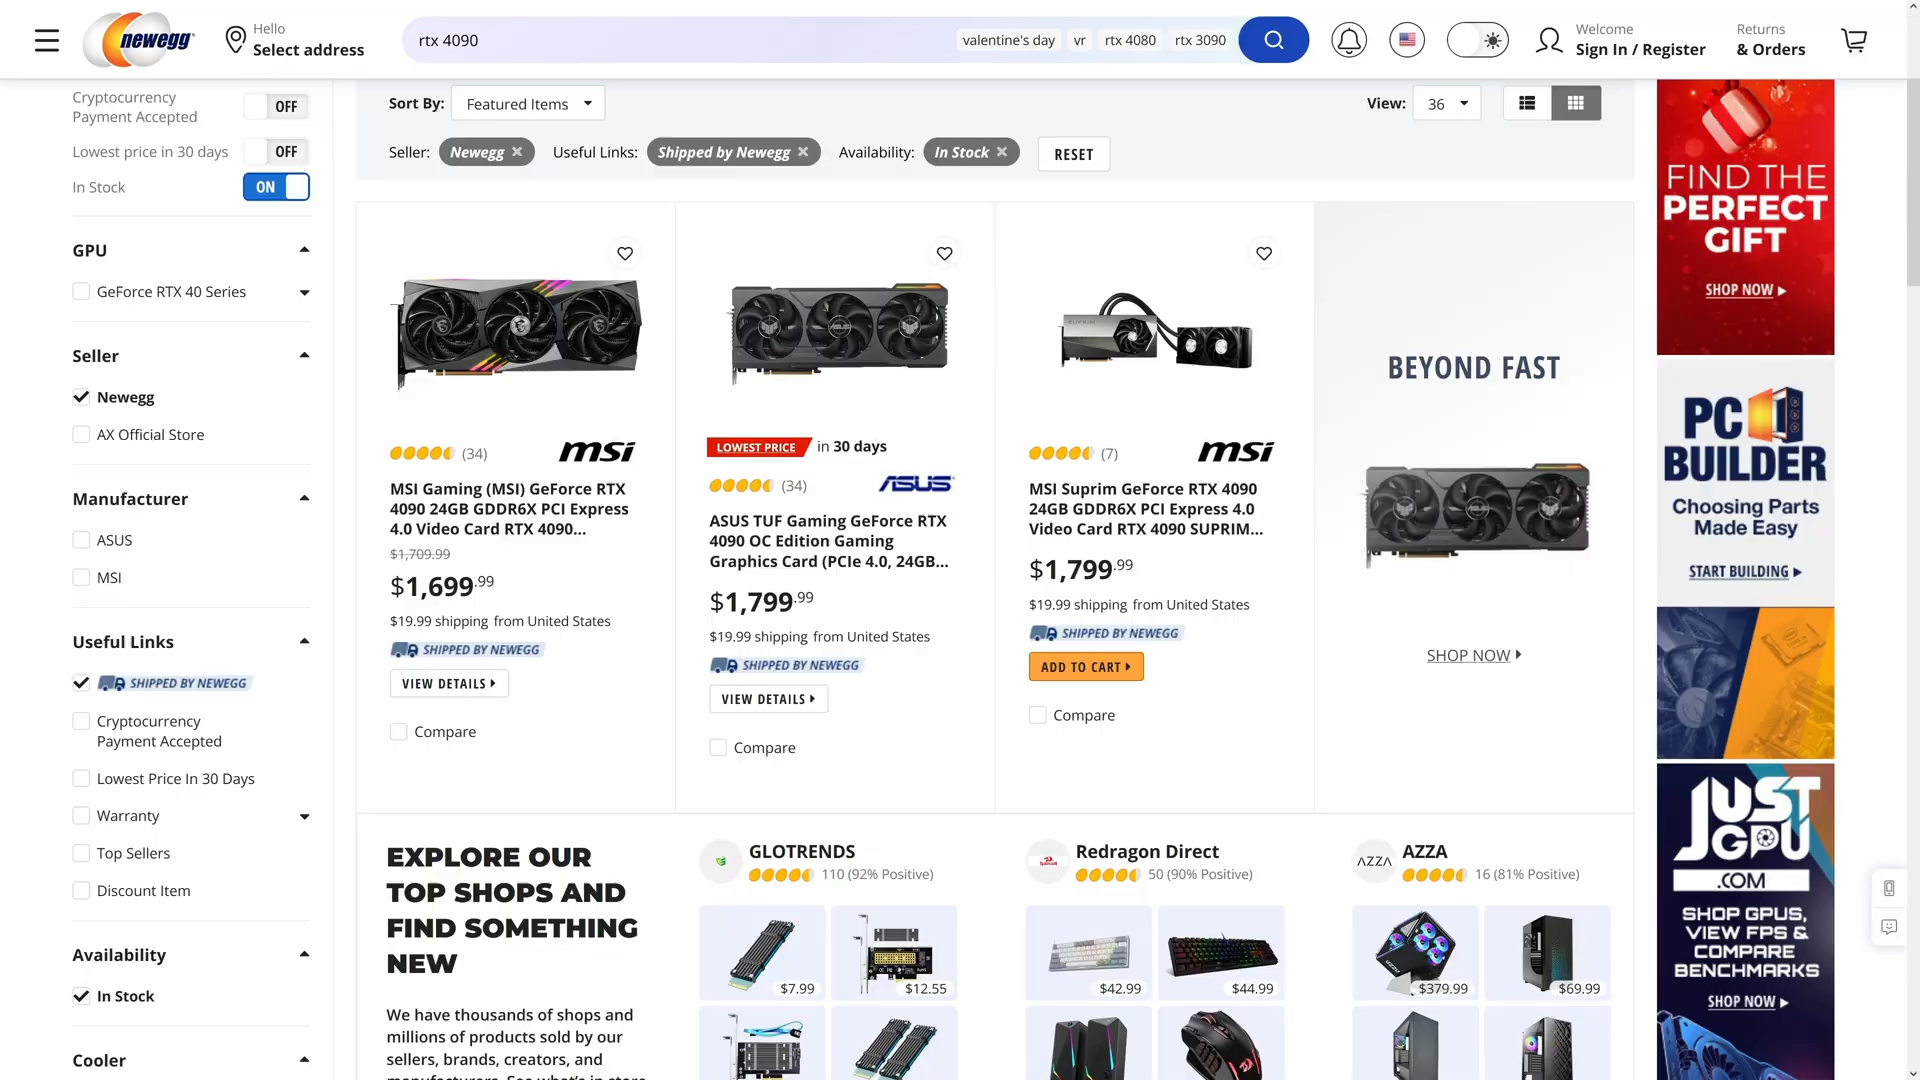 newegg
Hello
Select address
rtx 4090
valentine's day
vr
rtx 4080
rtx 3090
Welcome
Sign In / Register
Returns
& Orders
Cryptocurrency
Payment Accepted
OFF
Lowest price in 30 days
OFF
In Stock
ON
GPU
GeForce RTX 40 Series
Seller
Newegg
AX Official Store
Manufacturer
ASUS
MSI
Useful Links
SHIPPED BY NEWEGG
Cryptocurrency
Payment Accepted
Lowest Price In 30 Days
Warranty
Top Sellers
Discount Item
Availability
In Stock
Cooler
Sort By:
Featured Items
View:
36
Seller:
Newegg
Useful Links:
Shipped by Newegg
Availability:
In Stock
RESET
(34)
msi
MSI Gaming (MSI) GeForce RTX
4090 24GB GDDR6X PCI Express
4.0 Video Card RTX 4090...
$1,709.99
$1,699.99
$19.99 shipping from United States
SHIPPED BY NEWEGG
VIEW DETAILS
Compare
LOWEST PRICE in 30 days
(34)
ASUS
ASUS TUF Gaming GeForce RTX
4090 OC Edition Gaming
Graphics Card (PCIe 4.0, 24GB...
$1,799.99
$19.99 shipping from United States
SHIPPED BY NEWEGG
VIEW DETAILS
Compare
SUPRIM
(7)
msi
MSI Suprim GeForce RTX 4090
24GB GDDR6X PCI Express 4.0
Video Card RTX 4090 SUPRIM...
$1,799.99
$19.99 shipping from United States
SHIPPED BY NEWEGG
ADD TO CART
Compare
BEYOND FAST
SHOP NOW
EXPLORE OUR
TOP SHOPS AND
FIND SOMETHING
NEW
We have thousands of shops and
millions of products sold by our
sellers, brands, creators, and
GLOTRENDS
110 (92% Positive)
$7.99
$12.55
Redragon Direct
50 (90% Positive)
$42.99
$44.99
AZZA
AZZA
16 (81% Positive)
$379.99
$69.99
FIND THE
PERFECT
GIFT
SHOP NOW
PC
BUILDER
Choosing Parts
Made Easy
START BUILDING
JUST
GPU
.COM
SHOP GPUS,
VIEW FPS &
COMPARE
BENCHMARKS
SHOP NOW